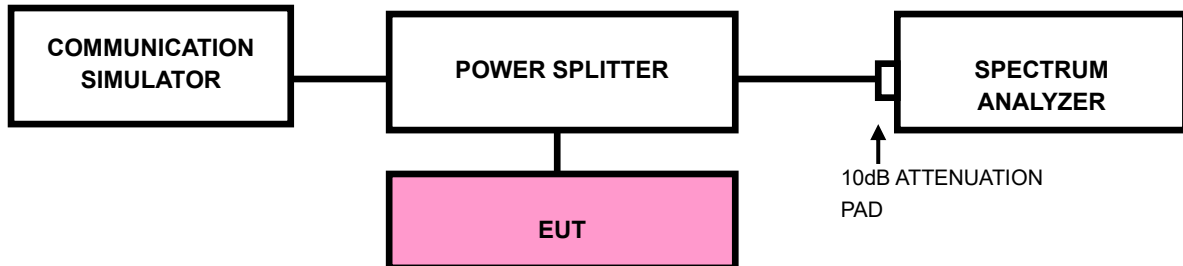 COMMUNICATION
SIMULATOR
POWER SPLITTER
SPECTRUM
ANALYZER
10dB ATTENUATION
PAD
EUT